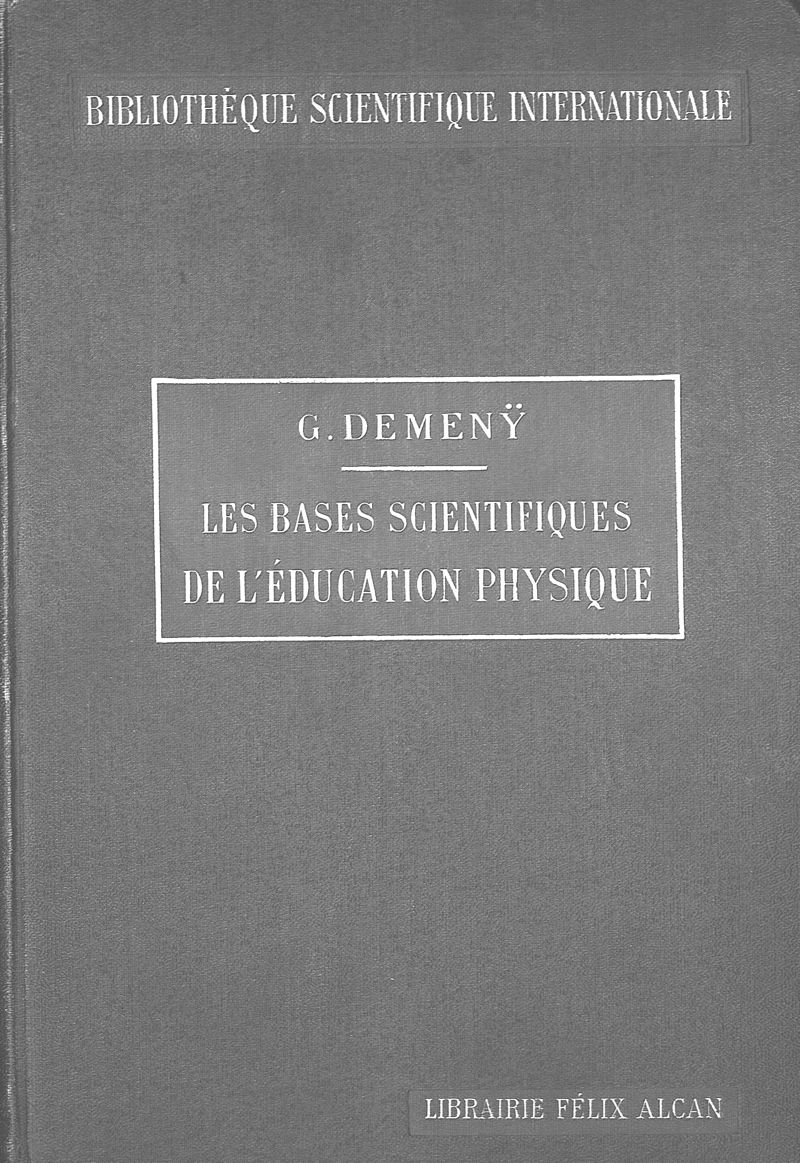 BIBLIOTHÈQUE SCIENTIFIQUE INTERNATIONALE
G. DEMENŸ
LES BASES SCIENTIFIQUES
DE L'ÉDUCATION PHYSIQUE
LIBRAIRIE FÉLIX ALCAN